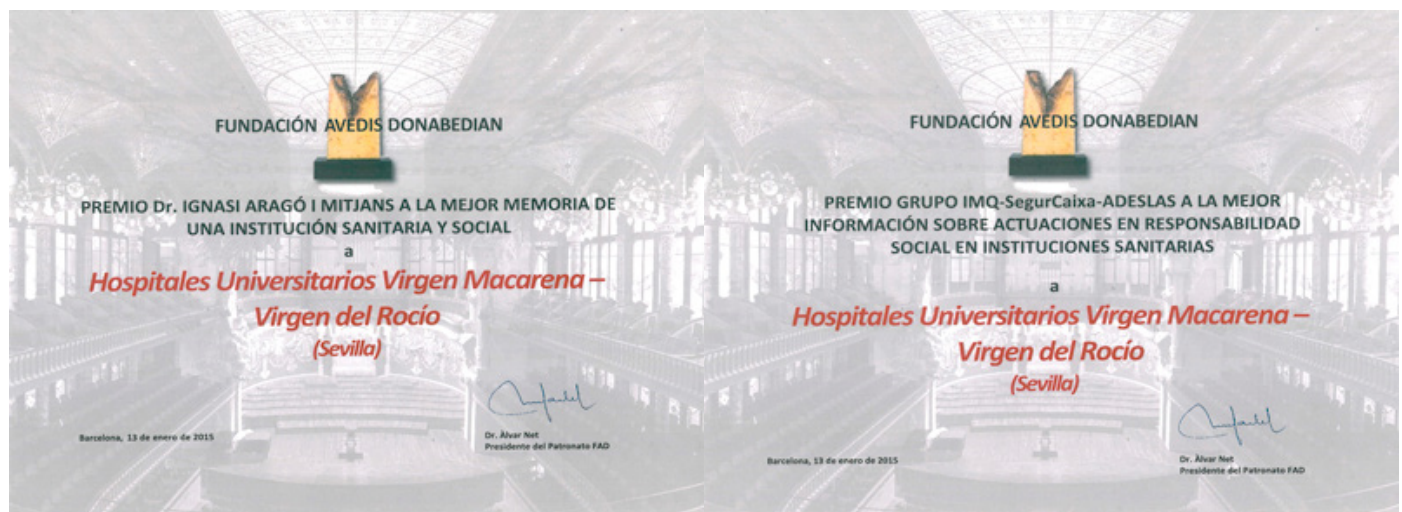 FUNDACIÓN AVEDIS DONABEDIAN
PREMIO Dr. IGNASI ARAGÓ I MITJANS A LA MEJOR MEMORIA DE
UNA INSTITUCIÓN SANITARIA Y SOCIAL
a
Hospitales Universitarios Virgen Macarena –
Virgen del Rocío
(Sevilla)
Barcelona, 13 de enero de 2015
Dr. Àlvar Net
Presidente del Patronato FAD
FUNDACIÓN AVEDIS DONABEDIAN
PREMIO GRUPO IMQ-SegurCaixa-ADESLAS A LA MEJOR
INFORMACIÓN SOBRE ACTUACIONES EN RESPONSABILIDAD
SOCIAL EN INSTITUCIONES SANITARIAS
a
Hospitales Universitarios Virgen Macarena –
Virgen del Rocío
(Sevilla)
Barcelona, 13 de enero de 2015
Dr. Àlvar Net
Presidente del Patronato FAD